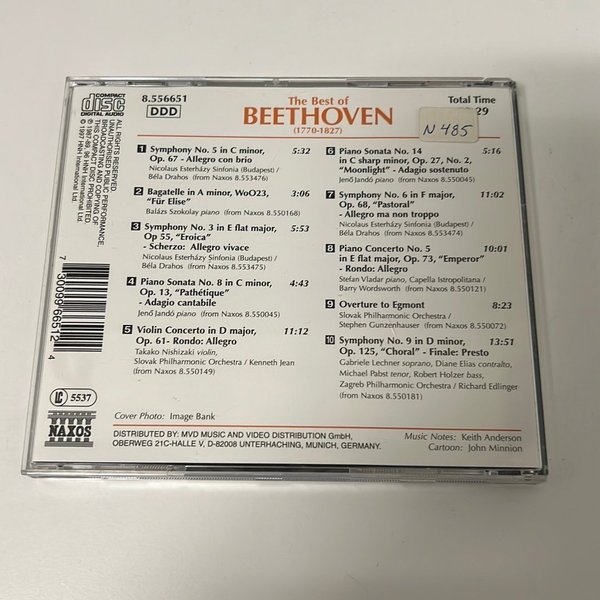 COMPACT
disc
DIGITAL AUDIO
8.556651
DDD
The Best of
BEETHOVEN
(1770-1827)
Total Time
29
N 485
1 Symphony No. 5 in C minor, 5:32
Op. 67 - Allegro con brio
Nicolaus Esterházy Sinfonia (Budapest) /
Béla Drahos (from Naxos 8.553476)
2 Bagatelle in A minor, WoO23, 3:06
"Für Elise"
Balázs Szokolay piano / (from Naxos 8.550168)
3 Symphony No. 3 in E flat major, 5:53
Op 55, "Eroica"
- Scherzo: Allegro vivace
Nicolaus Esterházy Sinfonia (Budapest) /
Béla Drahos (from Naxos 8.553475)
4 Piano Sonata No. 8 in C minor, 4:43
Op. 13, "Pathétique"
- Adagio cantabile
Jenő Jandó piano / (from Naxos 8.550045)
5 Violin Concerto in D major, 11:12
Op. 61- Rondo: Allegro
Takako Nishizaki violin,
Slovak Philharmonic Orchestra / Kenneth Jean
(from Naxos 8.550149)
6 Piano Sonata No. 14 5:16
in C sharp minor, Op. 27, No. 2,
"Moonlight" - Adagio sostenuto
Jenő Jandó piano / (from Naxos 8.550045)
7 Symphony No. 6 in F major, 11:02
Op. 68, "Pastoral"
- Allegro ma non troppo
Nicolaus Esterházy Sinfonia (Budapest) /
Béla Drahos (from Naxos 8.553474)
8 Piano Concerto No. 5 10:01
in E flat major, Op. 73, "Emperor"
- Rondo: Allegro
Stefan Vladar piano, Capella Istropolitana /
Barry Wordsworth (from Naxos 8.550121)
9 Overture to Egmont 8:23
Slovak Philharmonic Orchestra /
Stephen Gunzenhauser (from Naxos 8.550072)
10 Symphony No. 9 in D minor, 13:51
Op. 125, "Choral" - Finale: Presto
Gabriele Lechner soprano, Diane Elias contralto,
Michael Pabst tenor, Robert Holzer bass,
Zagreb Philharmonic Orchestra / Richard Edlinger
(from Naxos 8.550181)
ALL RIGHTS RESERVED.
UNAUTHORISED PUBLIC PERFORMANCE,
BROADCASTING AND COPYING OF
THIS COMPACT DISC PROHIBITED.
1997 HNH International Ltd.
7 30099 66512 4
LC 5537
NAXOS
Cover Photo: Image Bank
Music Notes: Keith Anderson
Cartoon: John Minnion
DISTRIBUTED BY: MVD MUSIC AND VIDEO DISTRIBUTION GmbH,
OBERWEG 21C-HALLE V, D-82008 UNTERHACHING, MUNICH, GERMANY.